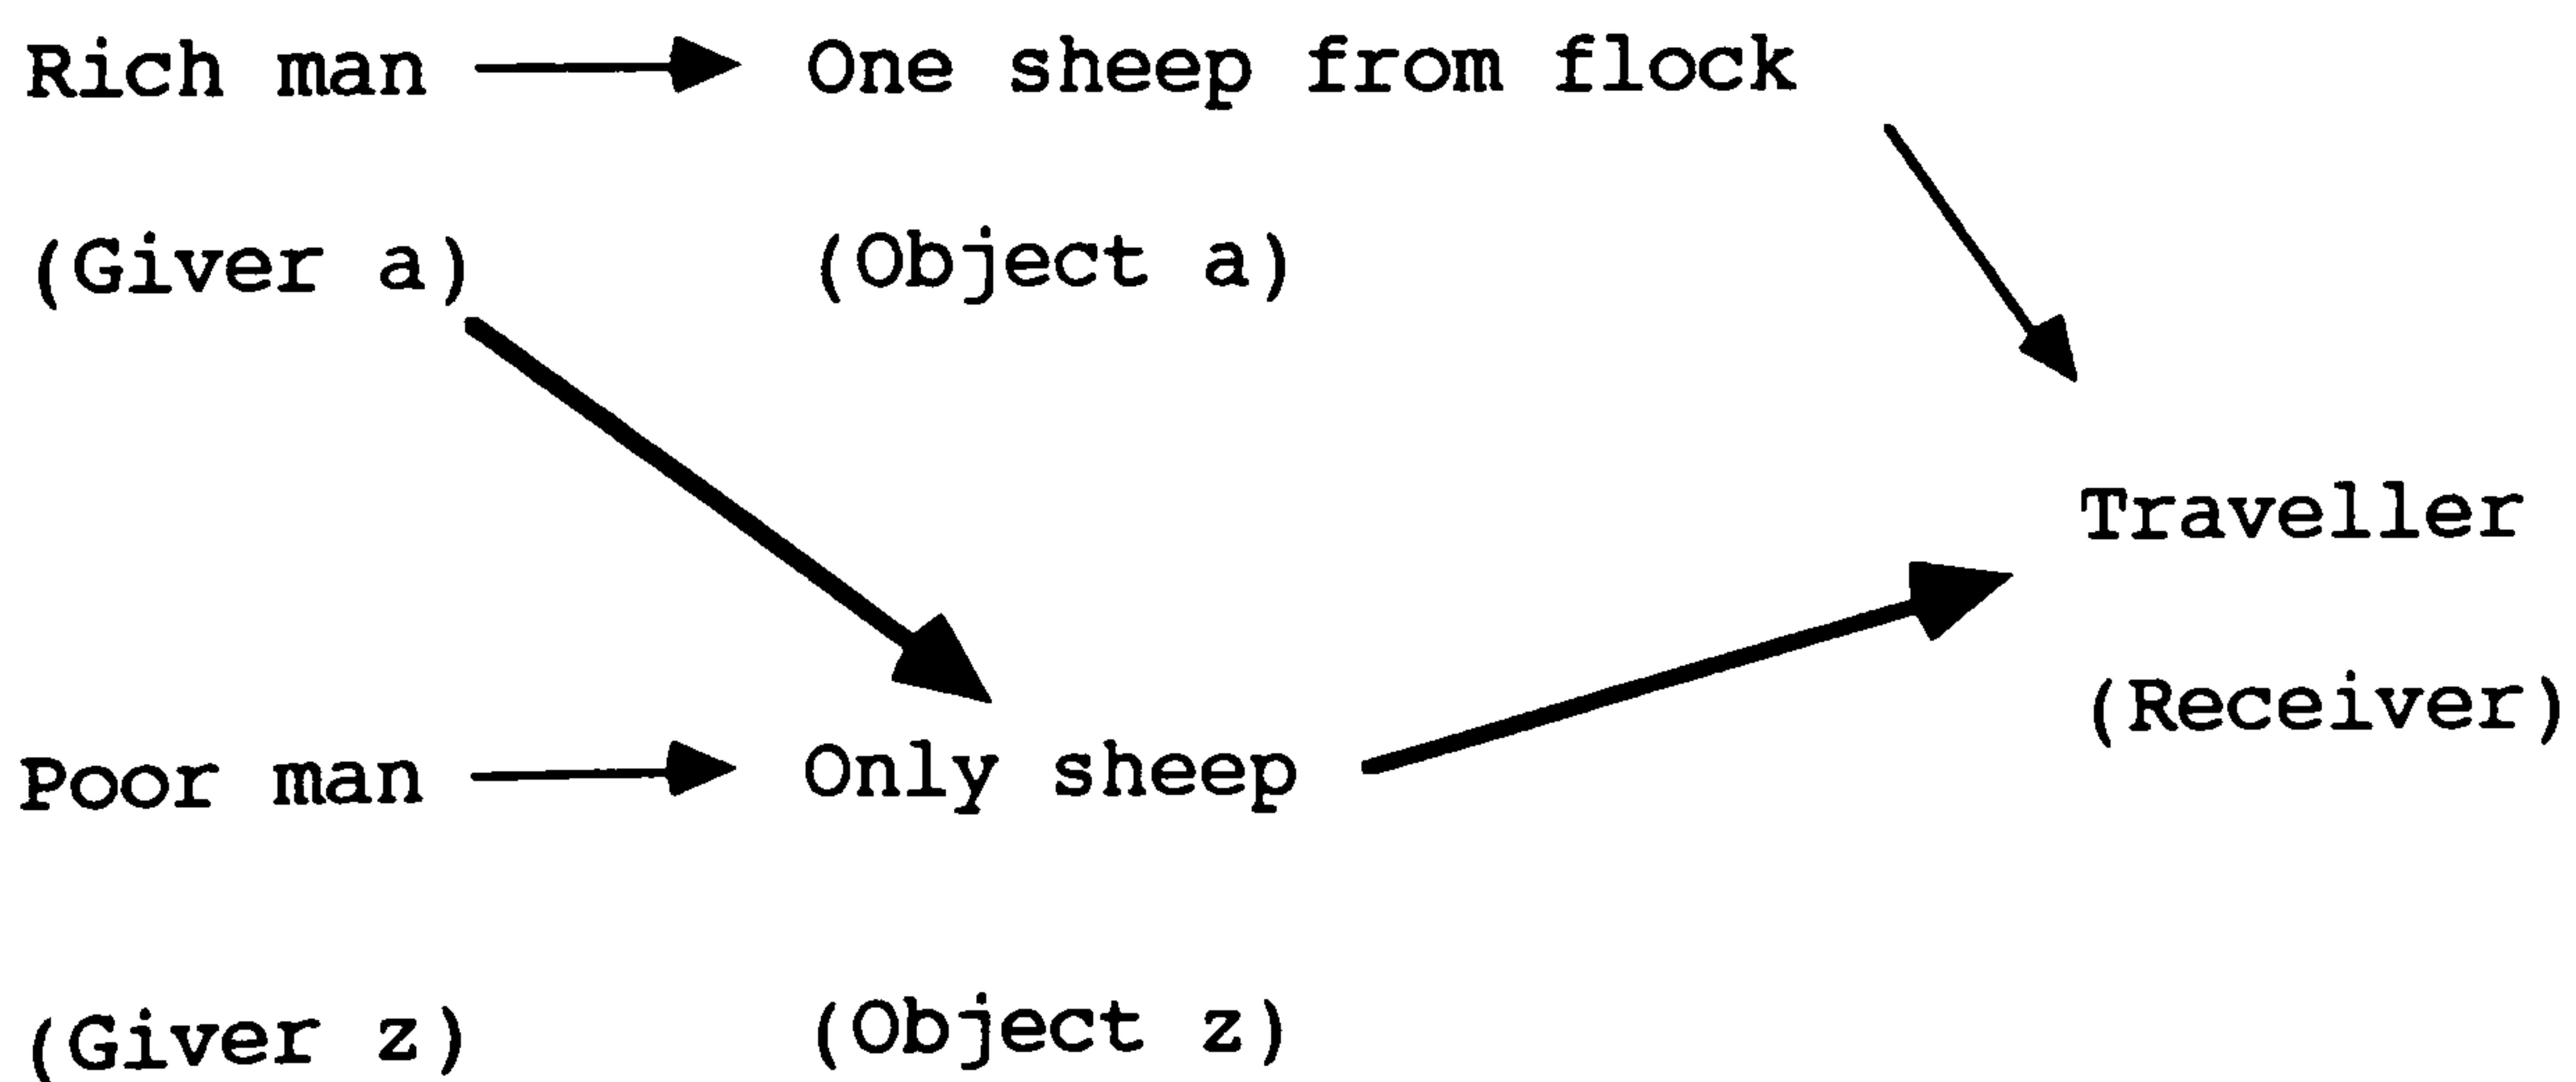 Rich man One sheep from flock
(Giver a) (Object a)
Traveller
(Receiver)
Poor man Only sheep
(Giver z) (Object z)